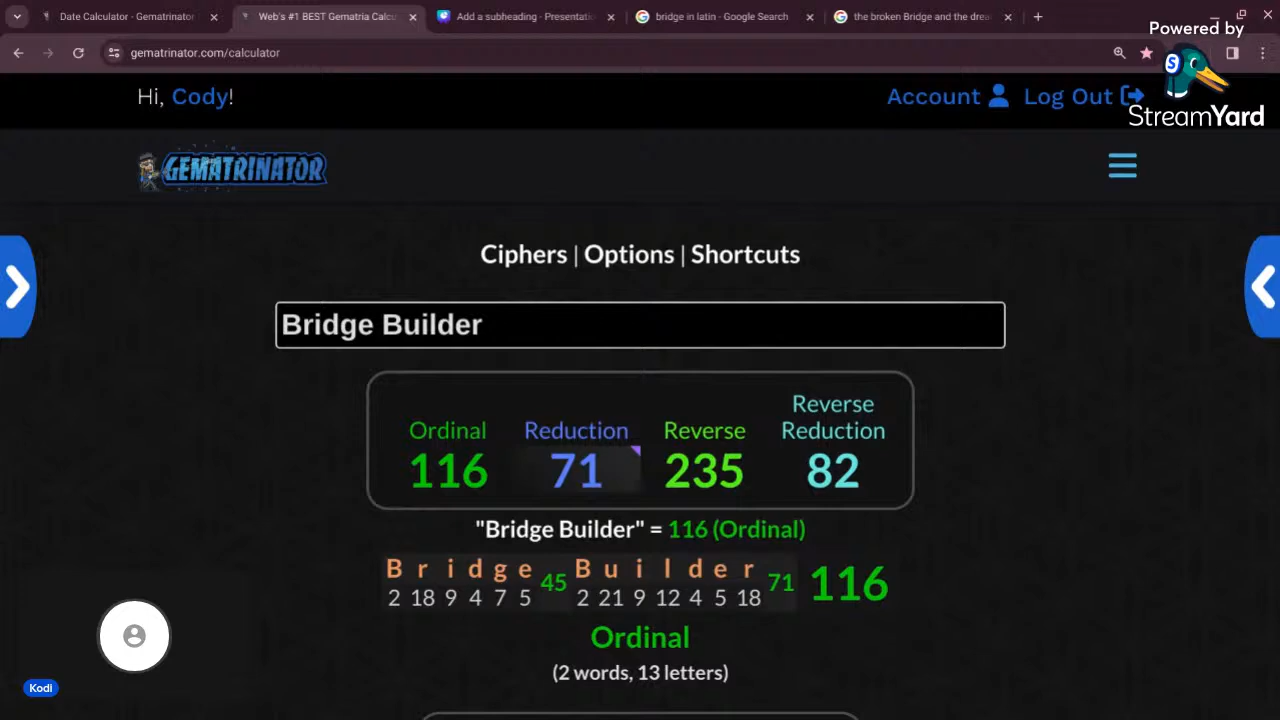 Date Calculator - Gematrinator
Web's #1 BEST Gematria Calcu
Add a subheading - Presentatio
bridge in latin - Google Search
the broken Bridge and the drea
gematrinator.com/calculator
Powered by
StreamYard
Hi, Cody!
Account
Log Out
GEMATRINATOR
Ciphers | Options | Shortcuts
Bridge Builder
Ordinal
Reduction
Reverse
Reverse Reduction
116
71
235
82
"Bridge Builder" = 116 (Ordinal)
B r i d g e 45 B u i l d e r 71 116
2 18 9 4 7 5 2 21 9 12 4 5 18
Ordinal
(2 words, 13 letters)
Kodi